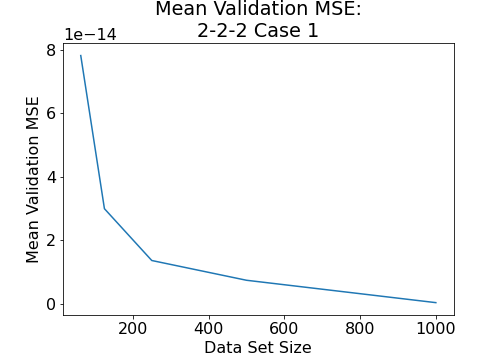 Mean Validation MSE:
2-2-2 Case 1
1e−14
8
6
4
2
0
Mean Validation MSE
200 400 600 800 1000
Data Set Size